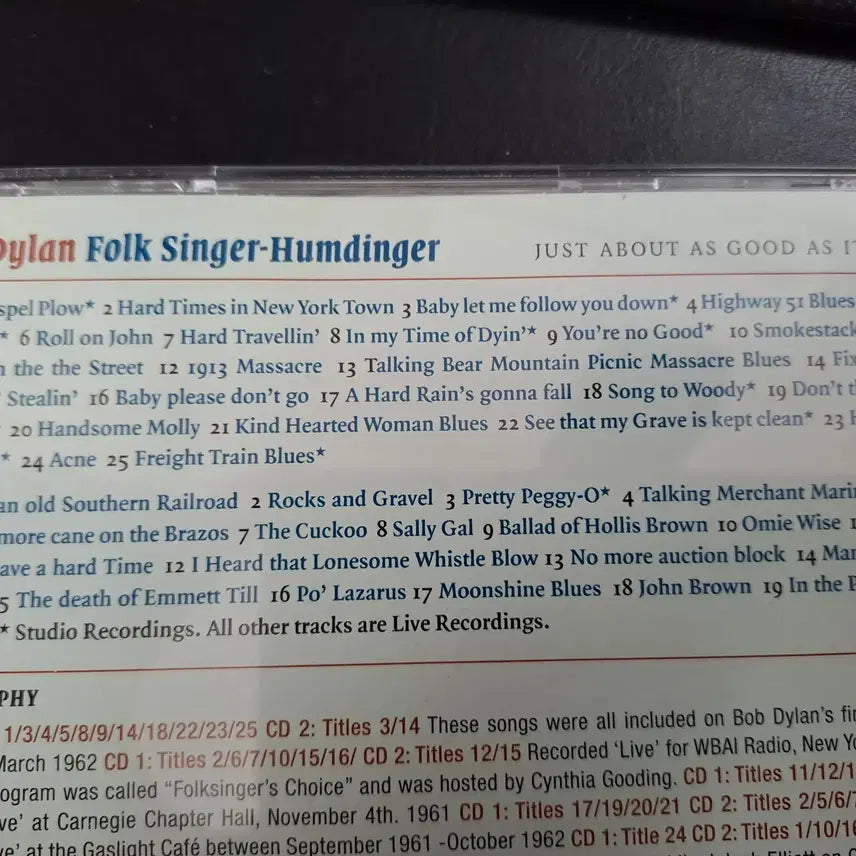 Dylan Folk Singer-Humdinger JUST ABOUT AS GOOD AS IT
spel Plow* 2 Hard Times in New York Town 3 Baby let me follow you down* 4 Highway 51 Blues
* 6 Roll on John 7 Hard Travellin' 8 In my Time of Dyin'* 9 You're no Good* 10 Smokestack
n the the Street 12 1913 Massacre 13 Talking Bear Mountain Picnic Massacre Blues 14 Fix
Stealin' 16 Baby please don't go 17 A Hard Rain's gonna fall 18 Song to Woody* 19 Don't t
20 Handsome Molly 21 Kind Hearted Woman Blues 22 See that my Grave is kept clean* 23
* 24 Acne 25 Freight Train Blues*
an old Southern Railroad 2 Rocks and Gravel 3 Pretty Peggy-O* 4 Talking Merchant Marin
more cane on the Brazos 7 The Cuckoo 8 Sally Gal 9 Ballad of Hollis Brown 10 Omie Wise 1
ave a hard Time 12 I Heard that Lonesome Whistle Blow 13 No more auction block 14 Man
5 The death of Emmett Till 16 Po' Lazarus 17 Moonshine Blues 18 John Brown 19 In the P
* Studio Recordings. All other tracks are Live Recordings.
PHY
1/3/4/5/8/9/14/18/22/23/25 CD 2: Titles 3/14 These songs were all included on Bob Dylan's fir
March 1962 CD 1: Titles 2/6/7/10/15/16/ CD 2: Titles 12/15 Recorded 'Live' for WBAI Radio, New Yo
ogram was called "Folksinger's Choice" and was hosted by Cynthia Gooding. CD 1: Titles 11/12/1
ve' at Carnegie Chapter Hall, November 4th. 1961 CD 1: Titles 17/19/20/21 CD 2: Titles 2/5/6/7
ve' at the Gaslight Café between September 1961 -October 1962 CD 1: Title 24 CD 2: Titles 1/10/16